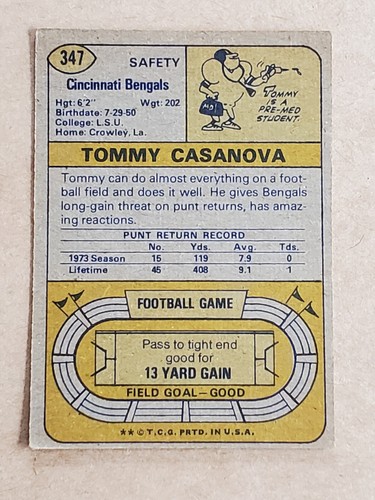 347
SAFETY
Cincinnati Bengals
Hgt: 6'2" Wgt: 202
Birthdate: 7-29-50
College: L.S.U.
Home: Crowley, La.
TOMMY
IS A
PRE-MED
STUDENT.
TOMMY CASANOVA
Tommy can do almost everything on a foot-
ball field and does it well. He gives Bengals
long-gain threat on punt returns, has amaz-
ing reactions.
PUNT RETURN RECORD
No. Yds. Avg. Tds.
1973 Season 15 119 7.9 0
Lifetime 45 408 9.1 1
FOOTBALL GAME
Pass to tight end
good for
13 YARD GAIN
FIELD GOAL—GOOD
** © T.C.G. PRTD. IN U.S.A.